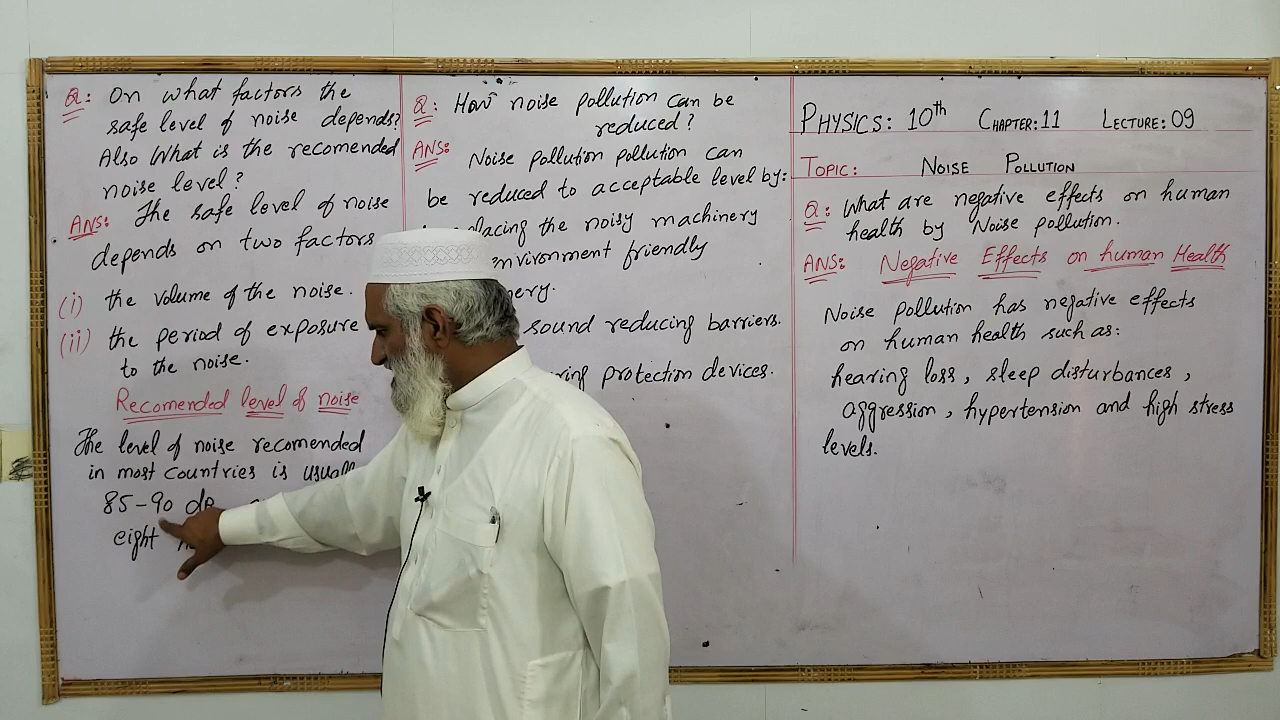 Q: On what factors the
safe level of noise depends?
Also What is the recomended
noise level?
ANS: The safe level of noise
depends on two factors
(i) the volume of the noise.
(ii) the period of exposure
to the noise.
Recomended level of noise
The level of noise recomended
in most countries is
85-90
eight
Q: How noise pollution can be
reduced?
ANS: Noise pollution pollution can
be reduced to acceptable level by:
the noisy machinery
friendly
sound reducing barriers.
protection devices.
PHYSICS: 10th CHAPTER: 11 LECTURE: 09
TOPIC: NOISE POLLUTION
Q: What are negative effects on human
health by Noise pollution.
ANS: Negative Effects on human Health
Noise pollution has negative effects
on human health such as:
hearing loss, sleep disturbances,
aggression, hypertension and high stress
levels.